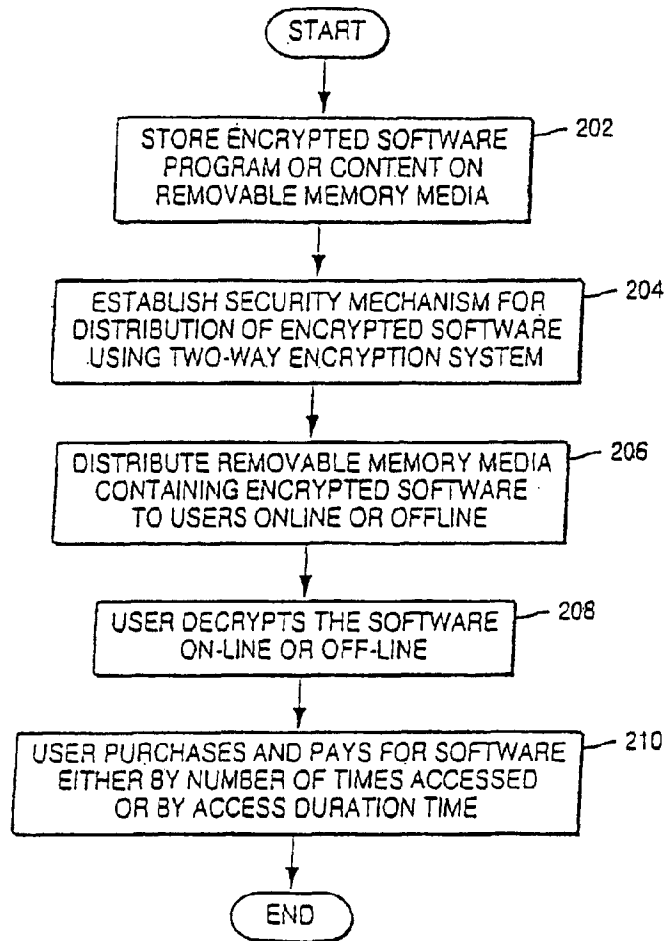 START
STORE ENCRYPTED SOFTWARE
PROGRAM OR CONTENT ON
REMOVABLE MEMORY MEDIA
202
ESTABLISH SECURITY MECHANISM FOR
DISTRIBUTION OF ENCRYPTED SOFTWARE
USING TWO-WAY ENCRYPTION SYSTEM
204
DISTRIBUTE REMOVABLE MEMORY MEDIA
CONTAINING ENCRYPTED SOFTWARE
TO USERS ONLINE OR OFFLINE
206
USER DECRYPTS THE SOFTWARE
ON-LINE OR OFF-LINE
208
USER PURCHASES AND PAYS FOR SOFTWARE
EITHER BY NUMBER OF TIMES ACCESSED
OR BY ACCESS DURATION TIME
210
END